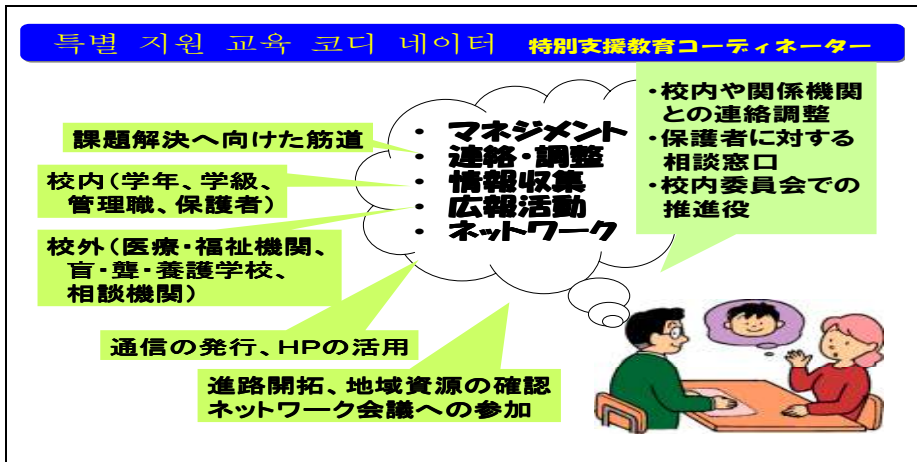 특별 지원 교육 코디 네이터 特別支援教育コーディネーター
・校内や関係機関
との連絡調整
・保護者に対する
相談窓口
・校内委員会での
推進役
・ マネジメント
・ 連絡・調整
・ 情報収集
・ 広報活動
・ ネットワーク
課題解決へ向けた筋道
校内(学年、学級、
管理職、保護者)
校外(医療・福祉機関、
盲・聾・養護学校、
相談機関)
通信の発行、HPの活用
進路開拓、地域資源の確認
ネットワーク会議への参加